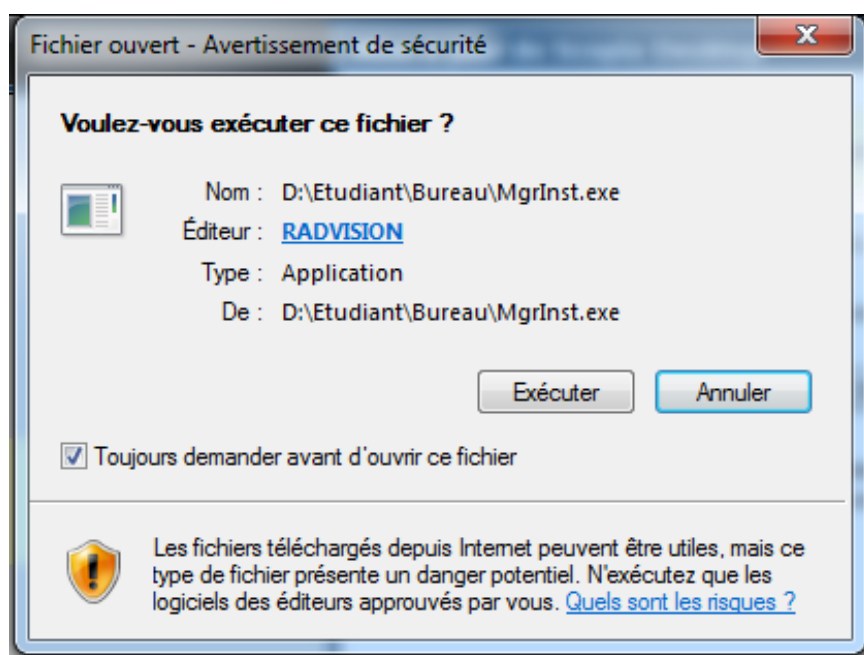 Fichier ouvert - Avertissement de sécurité
Voulez-vous exécuter ce fichier ?
Nom : D:\Etudiant\Bureau\MgrInst.exe
Éditeur : RADVISION
Type : Application
De : D:\Etudiant\Bureau\MgrInst.exe
Exécuter Annuler
Toujours demander avant d'ouvrir ce fichier
Les fichiers téléchargés depuis Internet peuvent être utiles, mais ce
type de fichier présente un danger potentiel. N'exécutez que les
logiciels des éditeurs approuvés par vous. Quels sont les risques ?